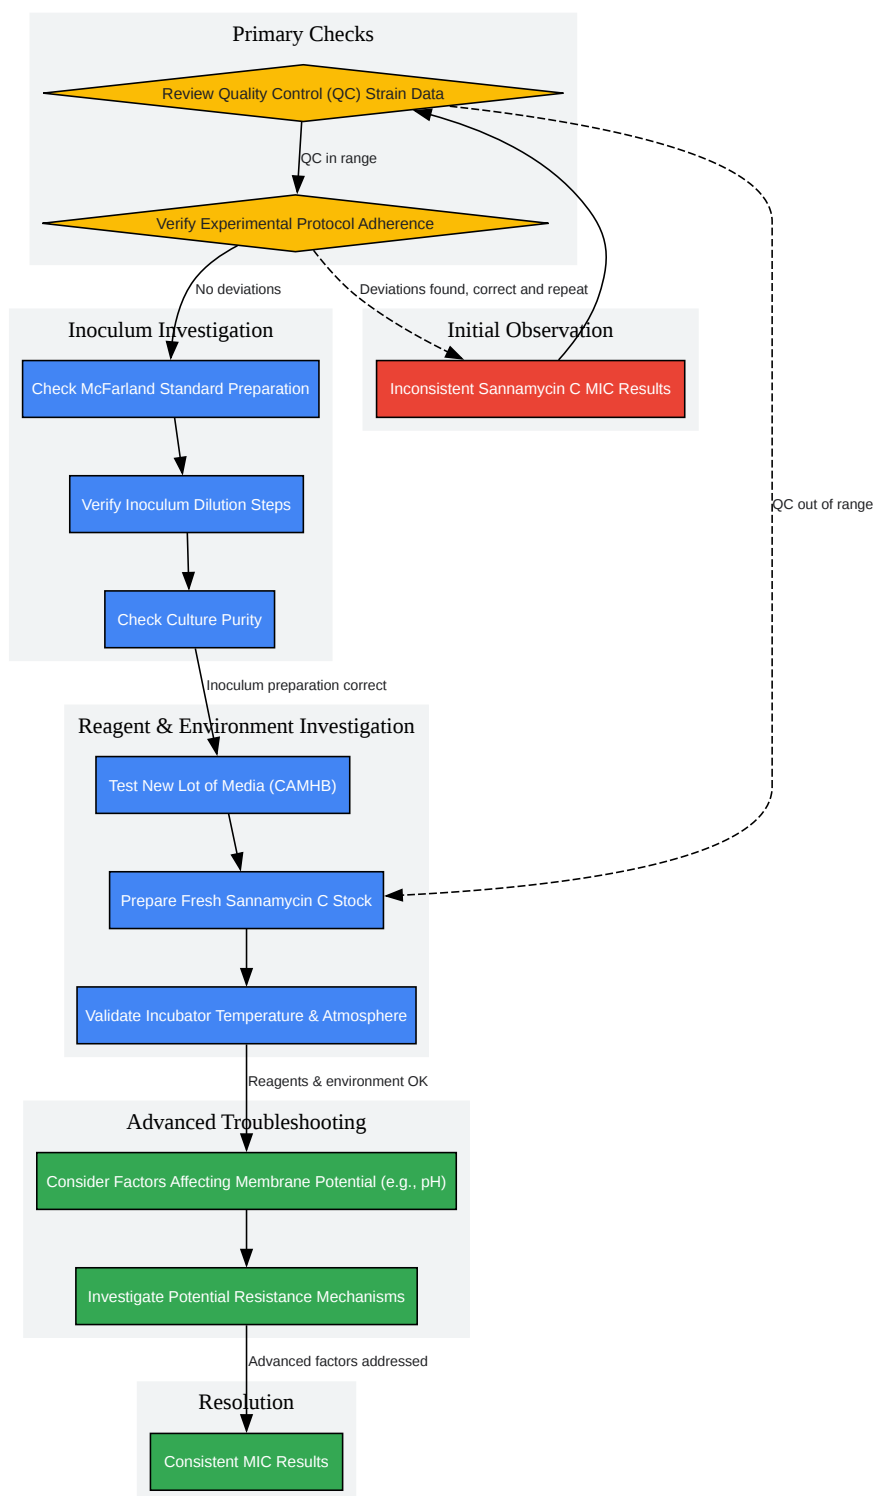 Primary Checks
Review Quality Control (QC) Strain Data
QC in range
Verify Experimental Protocol Adherence
No deviations
Deviations found, correct and repeat
Inoculum Investigation
Initial Observation
Check McFarland Standard Preparation
Inconsistent Sannamycin C MIC Results
Verify Inoculum Dilution Steps
QC out of range
Check Culture Purity
Inoculum preparation correct
Reagent & Environment Investigation
Test New Lot of Media (CAMHB)
Prepare Fresh Sannamycin C Stock
Validate Incubator Temperature & Atmosphere
Reagents & environment OK
Advanced Troubleshooting
Consider Factors Affecting Membrane Potential (e.g., pH)
Investigate Potential Resistance Mechanisms
Advanced factors addressed
Resolution
Consistent MIC Results